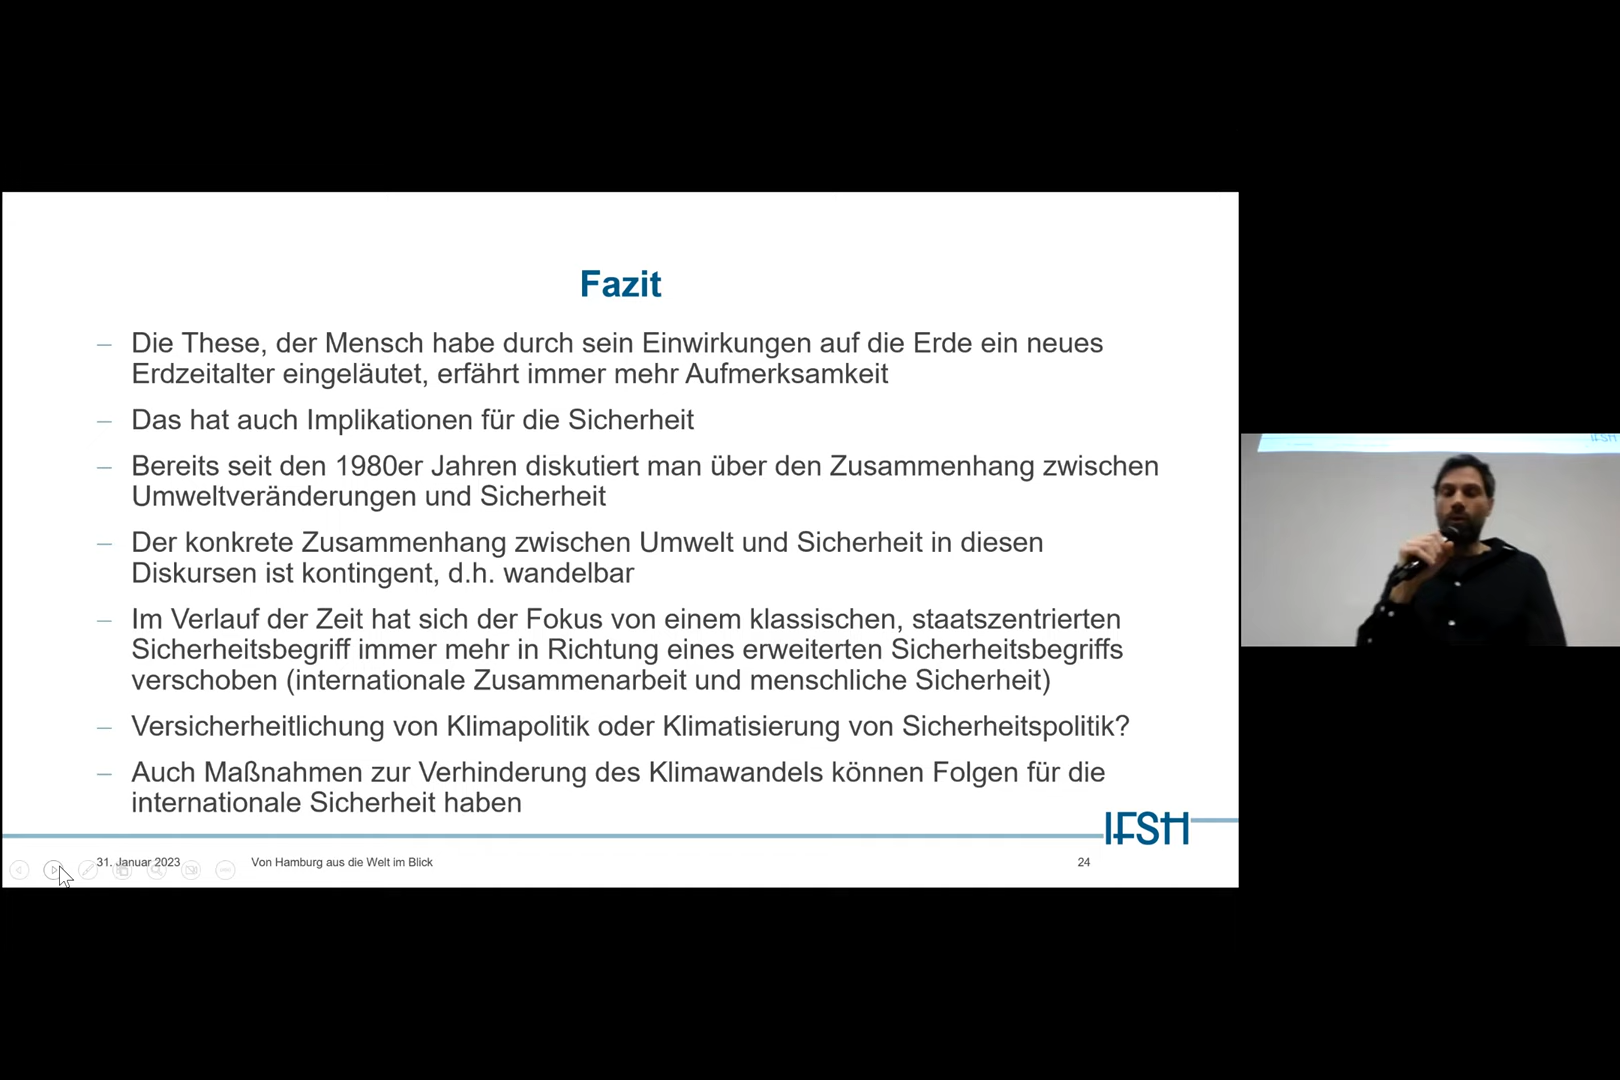 Fazit
– Die These, der Mensch habe durch sein Einwirkungen auf die Erde ein neues
Erdzeitalter eingeläutet, erfährt immer mehr Aufmerksamkeit
– Das hat auch Implikationen für die Sicherheit
– Bereits seit den 1980er Jahren diskutiert man über den Zusammenhang zwischen
Umweltveränderungen und Sicherheit
– Der konkrete Zusammenhang zwischen Umwelt und Sicherheit in diesen
Diskursen ist kontingent, d.h. wandelbar
– Im Verlauf der Zeit hat sich der Fokus von einem klassischen, staatszentrierten
Sicherheitsbegriff immer mehr in Richtung eines erweiterten Sicherheitsbegriffs
verschoben (internationale Zusammenarbeit und menschliche Sicherheit)
– Versicherheitlichung von Klimapolitik oder Klimatisierung von Sicherheitspolitik?
– Auch Maßnahmen zur Verhinderung des Klimawandels können Folgen für die
internationale Sicherheit haben
IFSH
31. Januar 2023 Von Hamburg aus die Welt im Blick 24
IFSH